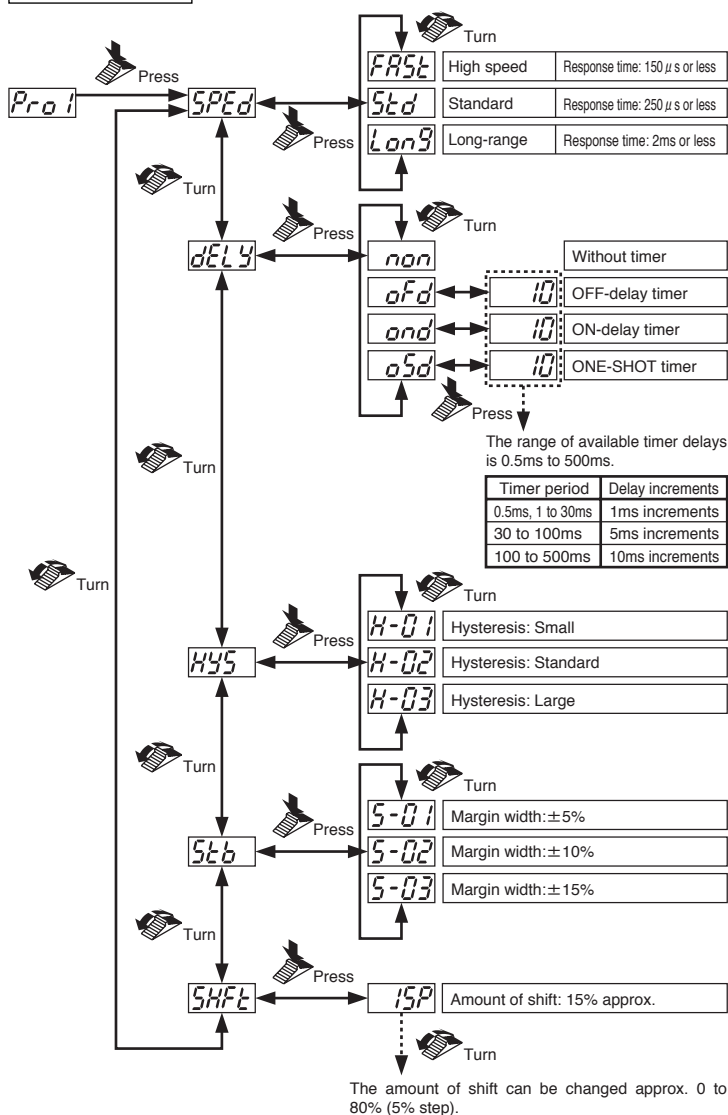 Turn
Press
Pro1
SPEd
FASt High speed Response time: 150 μs or less
Std Standard Response time: 250 μs or less
Long Long-range Response time: 2ms or less
Press
Turn
Turn
Press
dELY
non Without timer
oFd 10 OFF-delay timer
ond 10 ON-delay timer
oSd 10 ONE-SHOT timer
Press
The range of available timer delays
is 0.5ms to 500ms.
Timer period Delay increments
0.5ms, 1 to 30ms 1ms increments
30 to 100ms 5ms increments
100 to 500ms 10ms increments
Turn
Turn
Turn
Press
HYS
H-01 Hysteresis: Small
H-02 Hysteresis: Standard
H-03 Hysteresis: Large
Turn
Turn
Press
Stb
S-01 Margin width:±5%
S-02 Margin width:±10%
S-03 Margin width:±15%
Turn
Press
SHFt
15P Amount of shift: 15% approx.
Turn
The amount of shift can be changed approx. 0 to
80% (5% step).